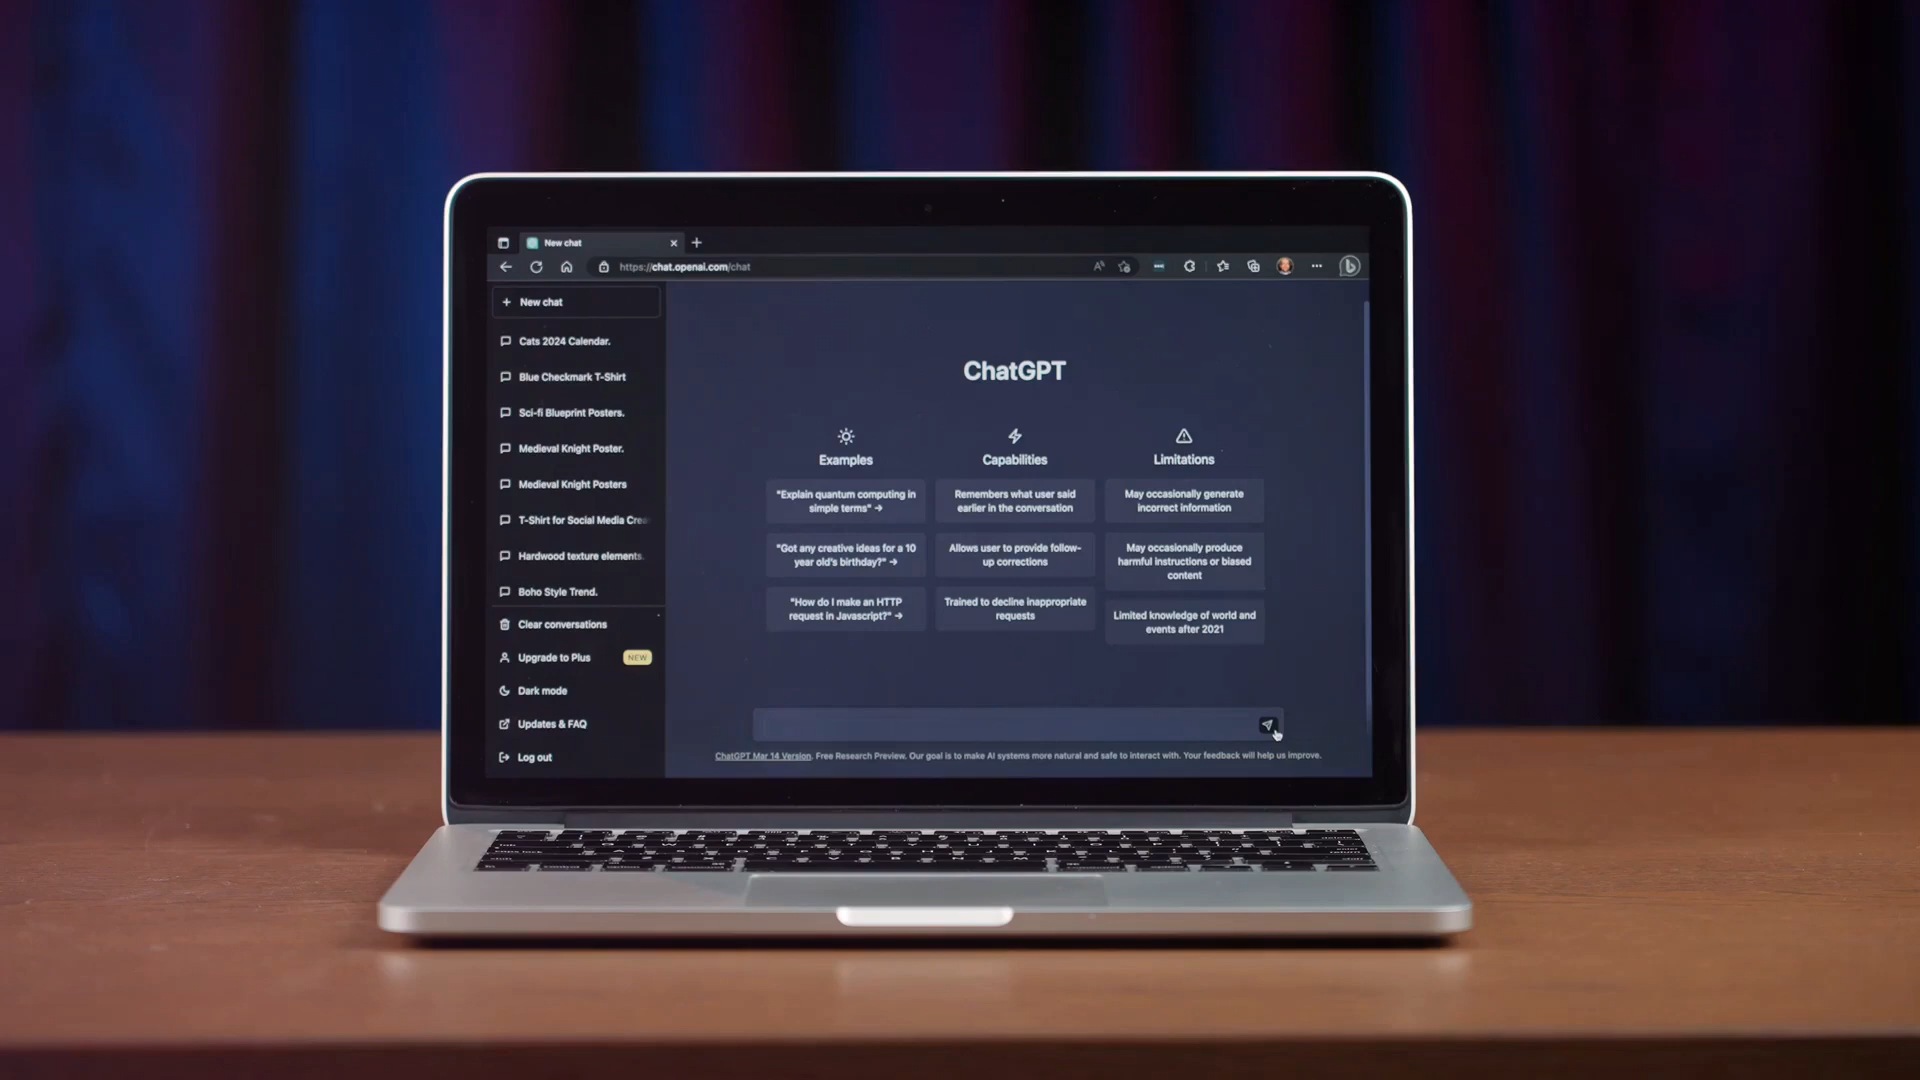 New chat
https://chat.openai.com/chat
New chat
Cats 2024 Calendar.
Blue Checkmark T-Shirt
Sci-fi Blueprint Posters.
Medieval Knight Poster.
Medieval Knight Posters
T-Shirt for Social Media Cre
Hardwood texture elements.
Boho Style Trend.
Clear conversations
Upgrade to Plus NEW
Dark mode
Updates & FAQ
Log out
ChatGPT
Examples
"Explain quantum computing in
simple terms" →
"Got any creative ideas for a 10
year old's birthday?" →
"How do I make an HTTP
request in Javascript?" →
Capabilities
Remembers what user said
earlier in the conversation
Allows user to provide follow-
up corrections
Trained to decline inappropriate
requests
Limitations
May occasionally generate
incorrect information
May occasionally produce
harmful instructions or biased
content
Limited knowledge of world and
events after 2021
ChatGPT Mar 14 Version. Free Research Preview. Our goal is to make AI systems more natural and safe to interact with. Your feedback will help us improve.